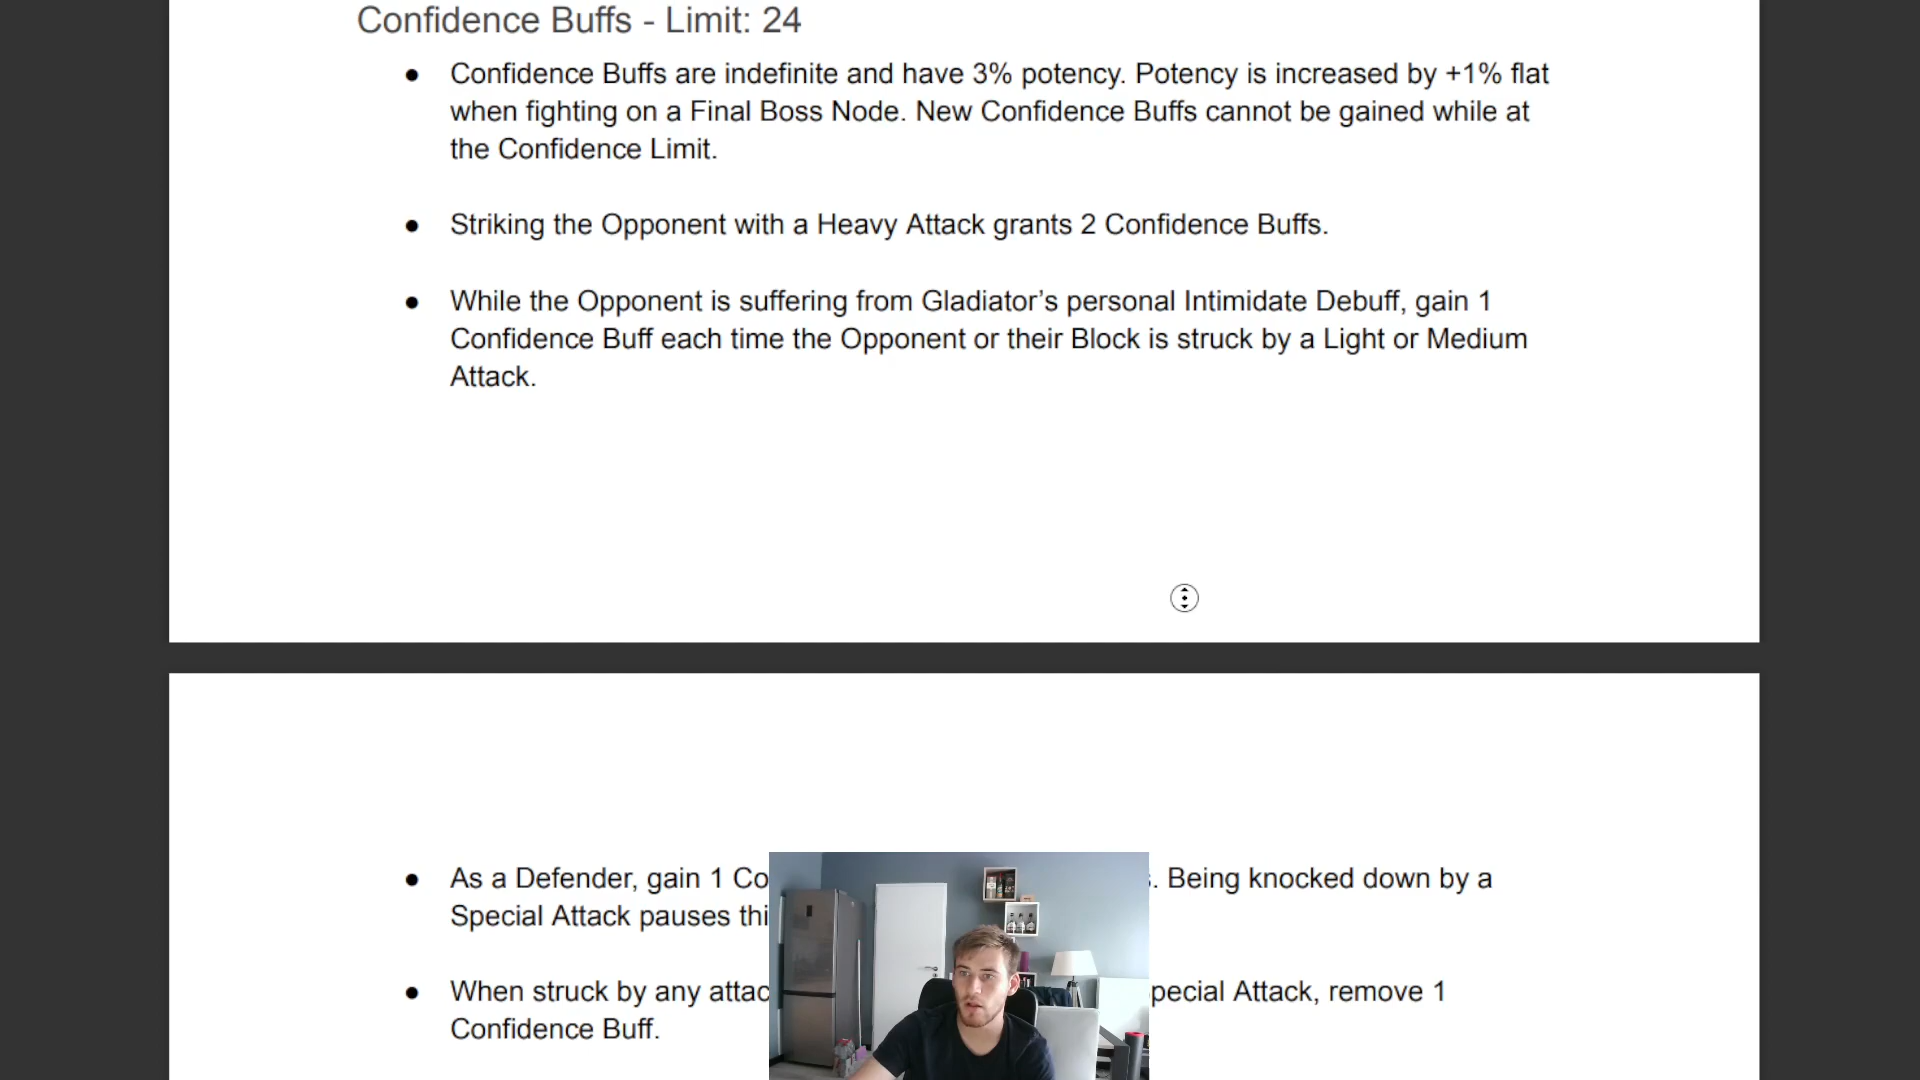 Confidence Buffs - Limit: 24
● Confidence Buffs are indefinite and have 3% potency. Potency is increased by +1% flat
when fighting on a Final Boss Node. New Confidence Buffs cannot be gained while at
the Confidence Limit.
● Striking the Opponent with a Heavy Attack grants 2 Confidence Buffs.
● While the Opponent is suffering from Gladiator’s personal Intimidate Debuff, gain 1
Confidence Buff each time the Opponent or their Block is struck by a Light or Medium
Attack.
● As a Defender, gain 1 Co . Being knocked down by a
Special Attack pauses thi
● When struck by any attac pecial Attack, remove 1
Confidence Buff.